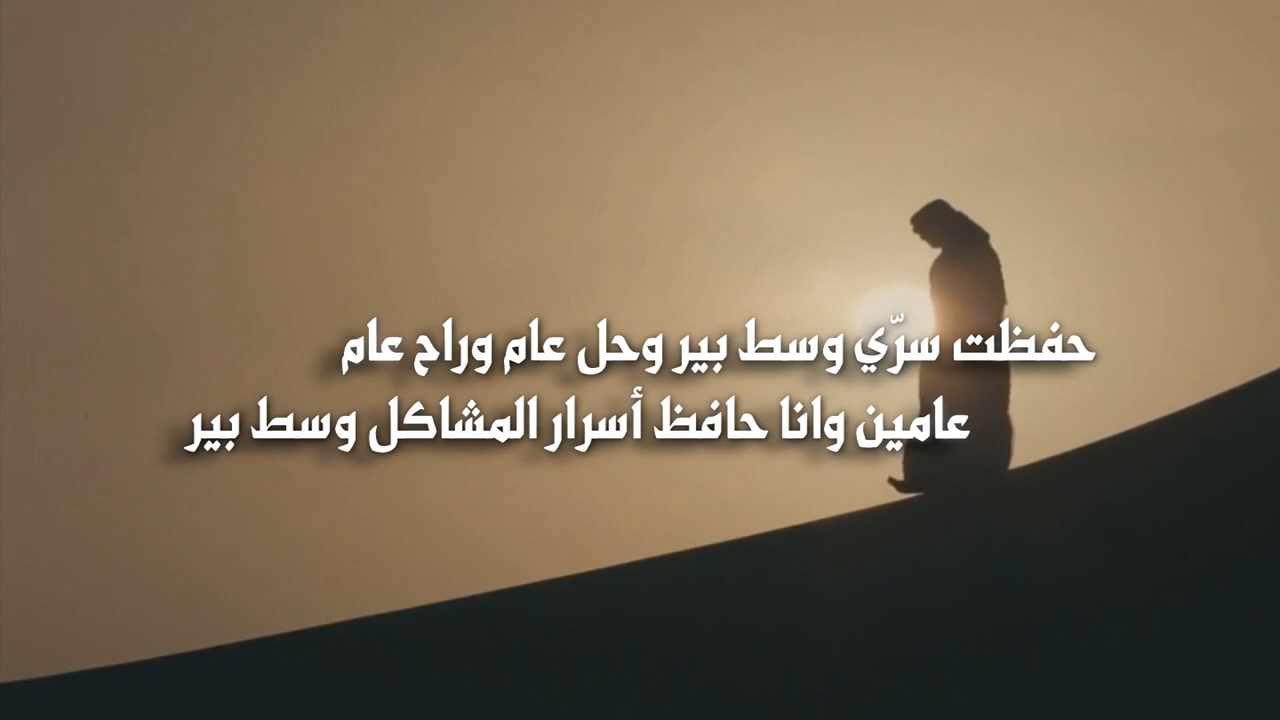 حفظت سرّي وسط بير وحل عام وراح عام
عامين وانا حافظ أسرار المشاكل وسط بير